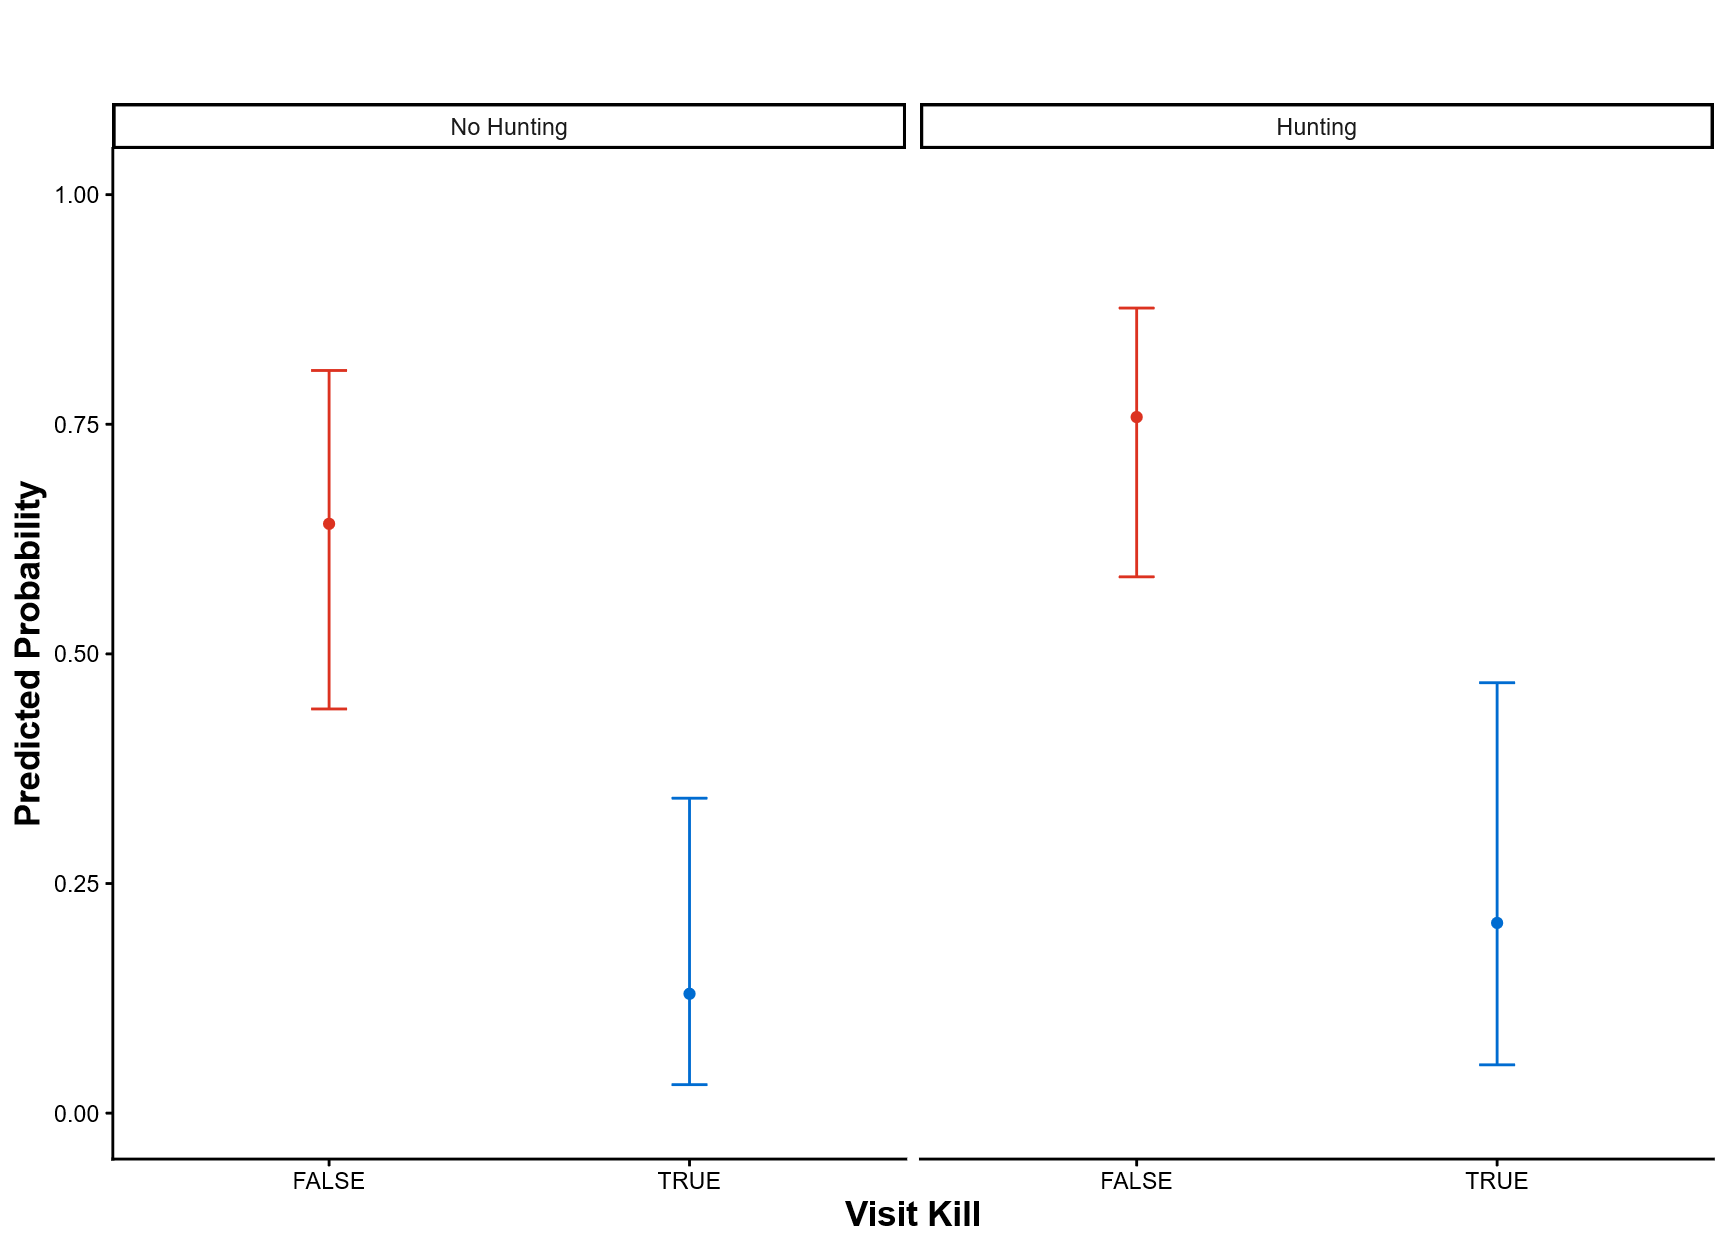 No Hunting
Hunting
1.00
0.75
0.50
0.25
0.00
Predicted Probability
FALSE
TRUE
FALSE
TRUE
Visit Kill